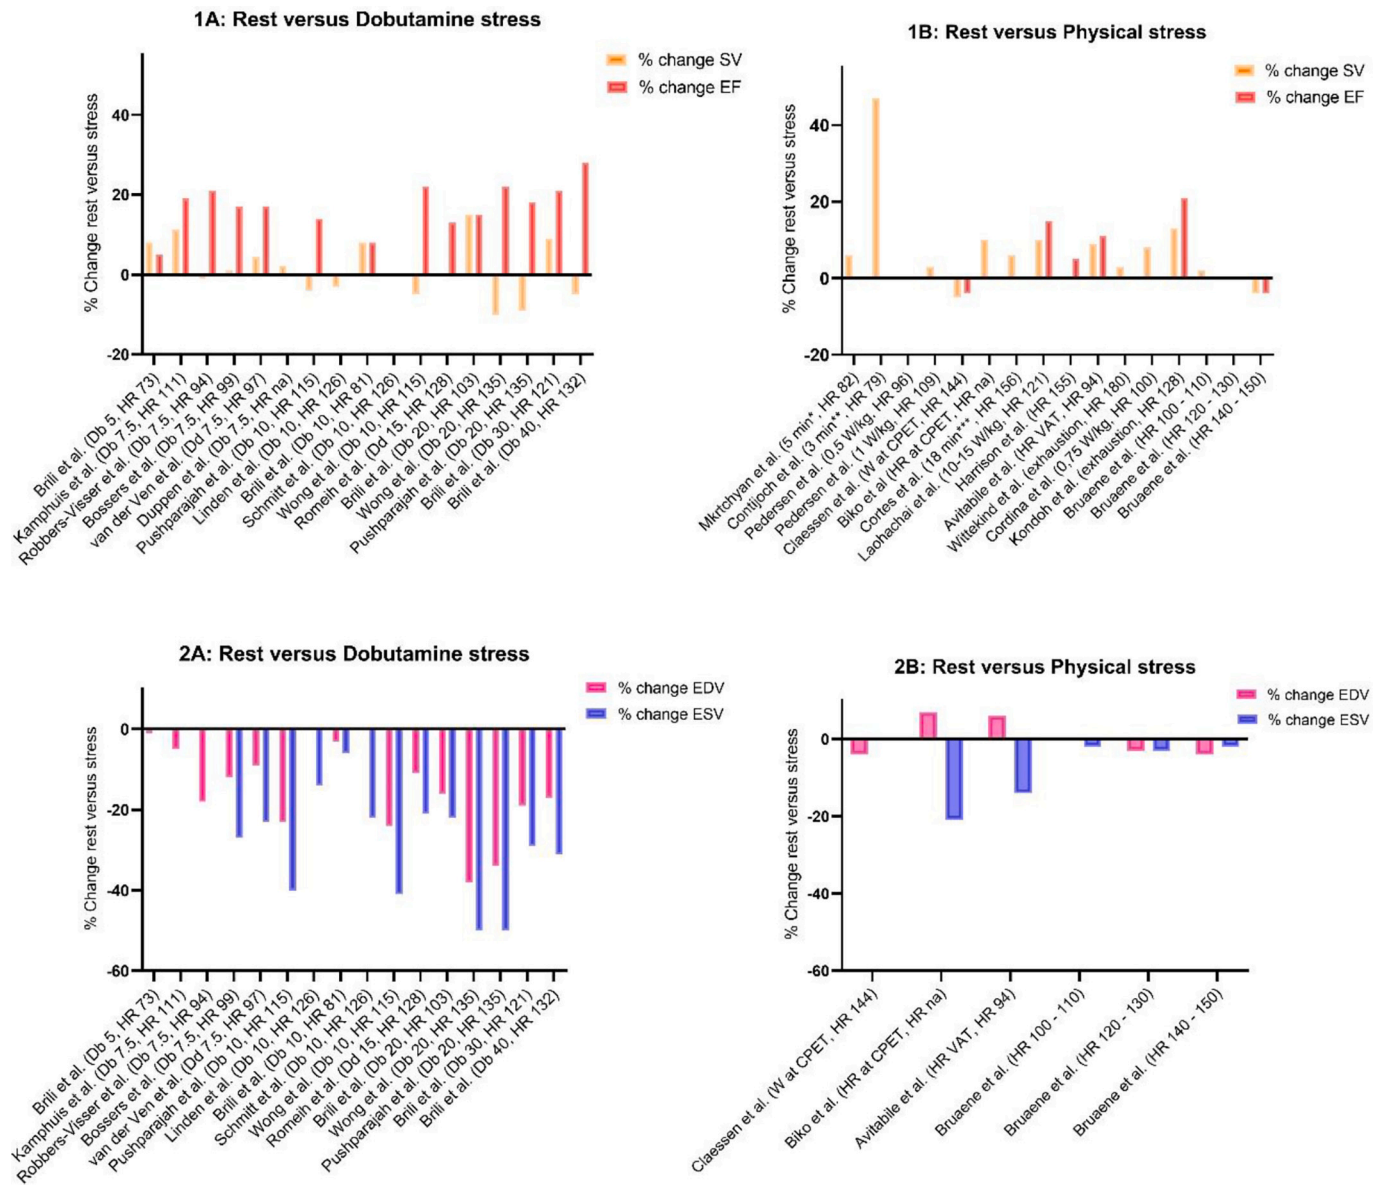 1A: Rest versus Dobutamine stress
% change SV
% change EF
% Change rest versus stress
40
20
0
-20
Brili et al. (Db 5, HR 73)
Kamphuis et al. (Db 7.5, HR 111)
Robbers-Visser et al. (Db 7.5, HR 94)
Bossers et al. (Db 7.5, HR 99)
van der Ven et al. (Dd 7.5, HR 97)
Duppen et al. (Db 7.5, HR na)
Pushparajah et al. (Db 10, HR 115)
Linden et al. (Db 10, HR 126)
Brili et al. (Db 10, HR 81)
Schmitt et al. (Db 10, HR 126)
Wong et al. (Db 10, HR 115)
Romeih et al. (Dd 15, HR 128)
Brili et al. (Db 20, HR 103)
Wong et al. (Db 20, HR 135)
Pushparajah et al. (Db 20, HR 135)
Brili et al. (Db 30, HR 121)
Brili et al. (Db 40, HR 132)
1B: Rest versus Physical stress
% change SV
% change EF
% Change rest versus stress
40
20
0
-20
Mkrtchyan et al. (5 min*, HR 82)
Contijoch et al. (3 min**, HR 79)
Pedersen et al. (0,5 W/kg, HR 96)
Pedersen et al. (1 W/kg, HR 109)
Claessen et al. (W at CPET, HR 144)
Biko et al (HR at CPET, HR na)
Cortes et al. (18 min***, HR 156)
Laohachai et al. (10-15 W/kg, HR 121)
Harrison et al. (HR 155)
Avitabile et al. (HR VAT, HR 94)
Wittekind et al. (exhaustion, HR 180)
Cordina et al. (0,75 W/kg, HR 100)
Kondoh et al. (exhaustion, HR 128)
Bruaene et al. (HR 100 - 110)
Bruaene et al. (HR 120 - 130)
Bruaene et al. (HR 140 - 150)
2A: Rest versus Dobutamine stress
% change EDV
% change ESV
% Change rest versus stress
0
-20
-40
-60
Brili et al. (Db 5, HR 73)
Kamphuis et al. (Db 7.5, HR 111)
Robbers-Visser et al. (Db 7.5, HR 94)
Bossers et al. (Db 7.5, HR 99)
van der Ven et al. (Dd 7.5, HR 97)
Pushparajah et al. (Db 10, HR 115)
Linden et al. (Db 10, HR 126)
Brili et al. (Db 10, HR 81)
Schmitt et al. (Db 10, HR 126)
Wong et al. (Db 10, HR 115)
Romeih et al. (Dd 15, HR 128)
Brili et al. (Db 20, HR 103)
Wong et al. (Db 20, HR 135)
Pushparajah et al. (Db 20, HR 135)
Brili et al. (Db 30, HR 121)
Brili et al. (Db 40, HR 132)
2B: Rest versus Physical stress
% change EDV
% change ESV
% Change rest versus stress
0
-20
-40
-60
Claessen et al. (W at CPET, HR 144)
Biko et al. (HR at CPET, HR na)
Avitabile et al. (HR VAT, HR 94)
Bruaene et al. (HR 100 - 110)
Bruaene et al. (HR 120 - 130)
Bruaene et al. (HR 140 - 150)